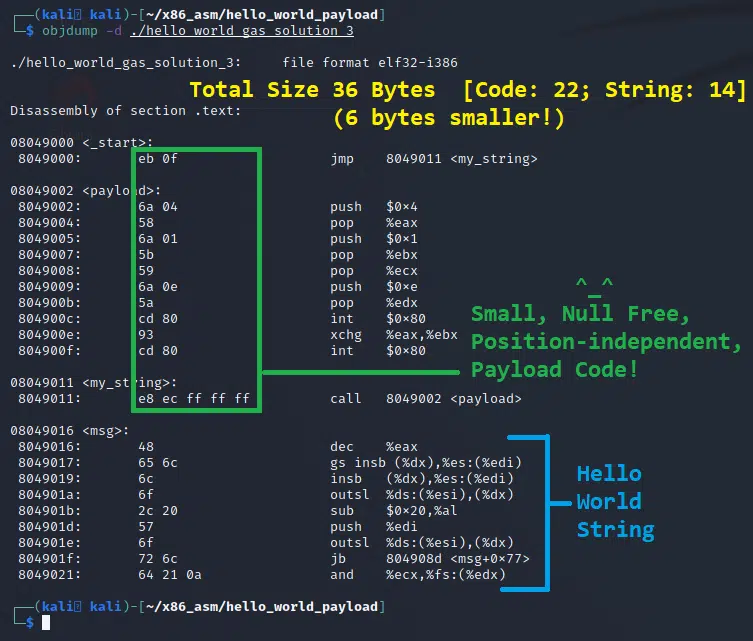 ┌──(kali㉿ kali)-[~/x86_asm/hello_world_payload]
└─$ objdump -d ./hello_world_gas_solution_3
./hello_world_gas_solution_3:     file format elf32-i386
Total Size 36 Bytes  [Code: 22; String: 14]
Disassembly of section .text:
(6 bytes smaller!)
08049000 <_start>:
8049000:	eb 0f	jmp    8049011 <my_string>
08049002 <payload>:
8049002:	6a 04	push   $0×4
8049004:	58	pop    %eax
8049005:	6a 01	push   $0×1
8049007:	5b	pop    %ebx
8049008:	59	pop    %ecx
8049009:	6a 0e	push   $0×e
804900b:	5a	pop    %edx
804900c:	cd 80	int    $0×80
804900e:	93	xchg   %eax,%ebx
804900f:	cd 80	int    $0×80
^_^
Small, Null Free,
Position-independent,
Payload Code!
08049011 <my_string>:
8049011:	e8 ec ff ff ff	call   8049002 <payload>
08049016 <msg>:
8049016:	48	dec    %eax
8049017:	65 6c	gs insb (%dx),%es:(%edi)
8049019:	6c	insb   (%dx),%es:(%edi)
804901a:	6f	outsl  %ds:(%esi),(%dx)
804901b:	2c 20	sub    $0×20,%al
804901d:	57	push   %edi
804901e:	6f	outsl  %ds:(%esi),(%dx)
804901f:	72 6c	jb     804908d <msg+0×77>
8049021:	64 21 0a	and    %ecx,%fs:(%edx)
Hello
World
String
┌──(kali㉿ kali)-[~/x86_asm/hello_world_payload]
└─$